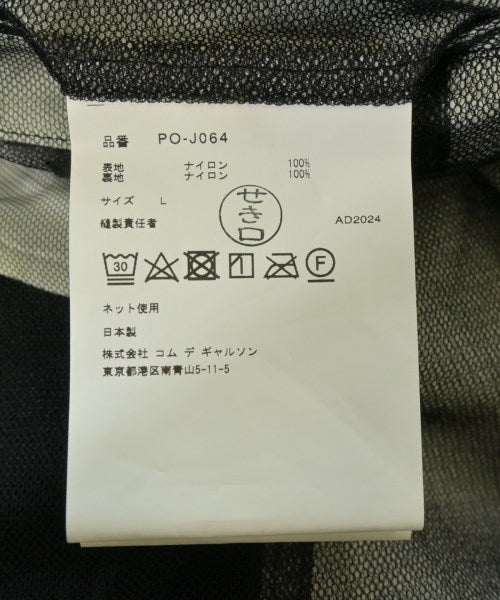 品番 PO-J064
表地 ナイロン 100%
裏地 ナイロン 100%
サイズ L
縫製責任者 せき口 AD2024
30 F
ネット使用
日本製
株式会社 コム デ ギャルソン
東京都港区南青山5-11-5